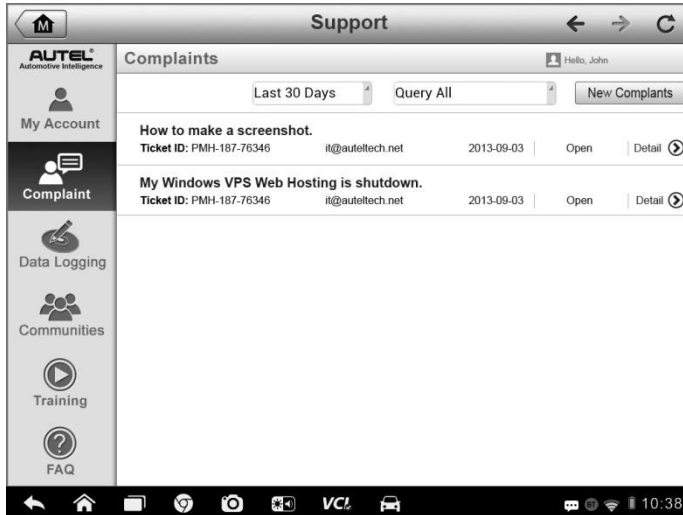 Support
AUTEL®
Automotive Intelligence
Complaints
Hello, John
Last 30 Days
Query All
New Complants
My Account
How to make a screenshot.
Ticket ID: PMH-187-76346 it@auteltech.net 2013-09-03 Open Detail
Complaint
My Windows VPS Web Hosting is shutdown.
Ticket ID: PMH-187-76346 it@auteltech.net 2013-09-03 Open Detail
Data Logging
Communities
Training
FAQ
VCI
10:38